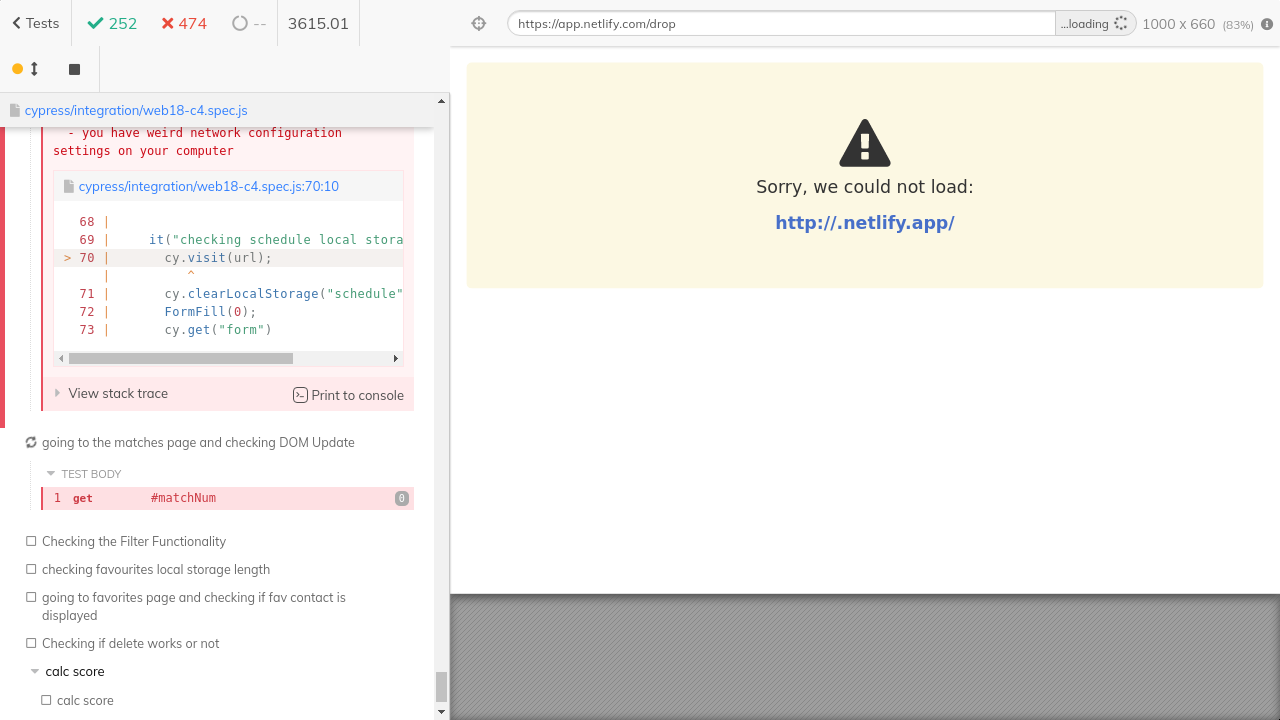 Tests
252
474
--
3615.01
https://app.netlify.com/drop
...loading
1000 x 660 (83%)
cypress/integration/web18-c4.spec.js
- you have weird network configuration
settings on your computer
cypress/integration/web18-c4.spec.js:70:10
68 |
69 |     it("checking schedule local stora
> 70 |       cy.visit(url);
|          ^
71 |       cy.clearLocalStorage("schedule"
72 |       FormFill(0);
73 |       cy.get("form")
View stack trace
Print to console
going to the matches page and checking DOM Update
TEST BODY
1 get #matchNum 0
Checking the Filter Functionality
checking favourites local storage length
going to favorites page and checking if fav contact is
displayed
Checking if delete works or not
calc score
calc score
Sorry, we could not load:
http://.netlify.app/